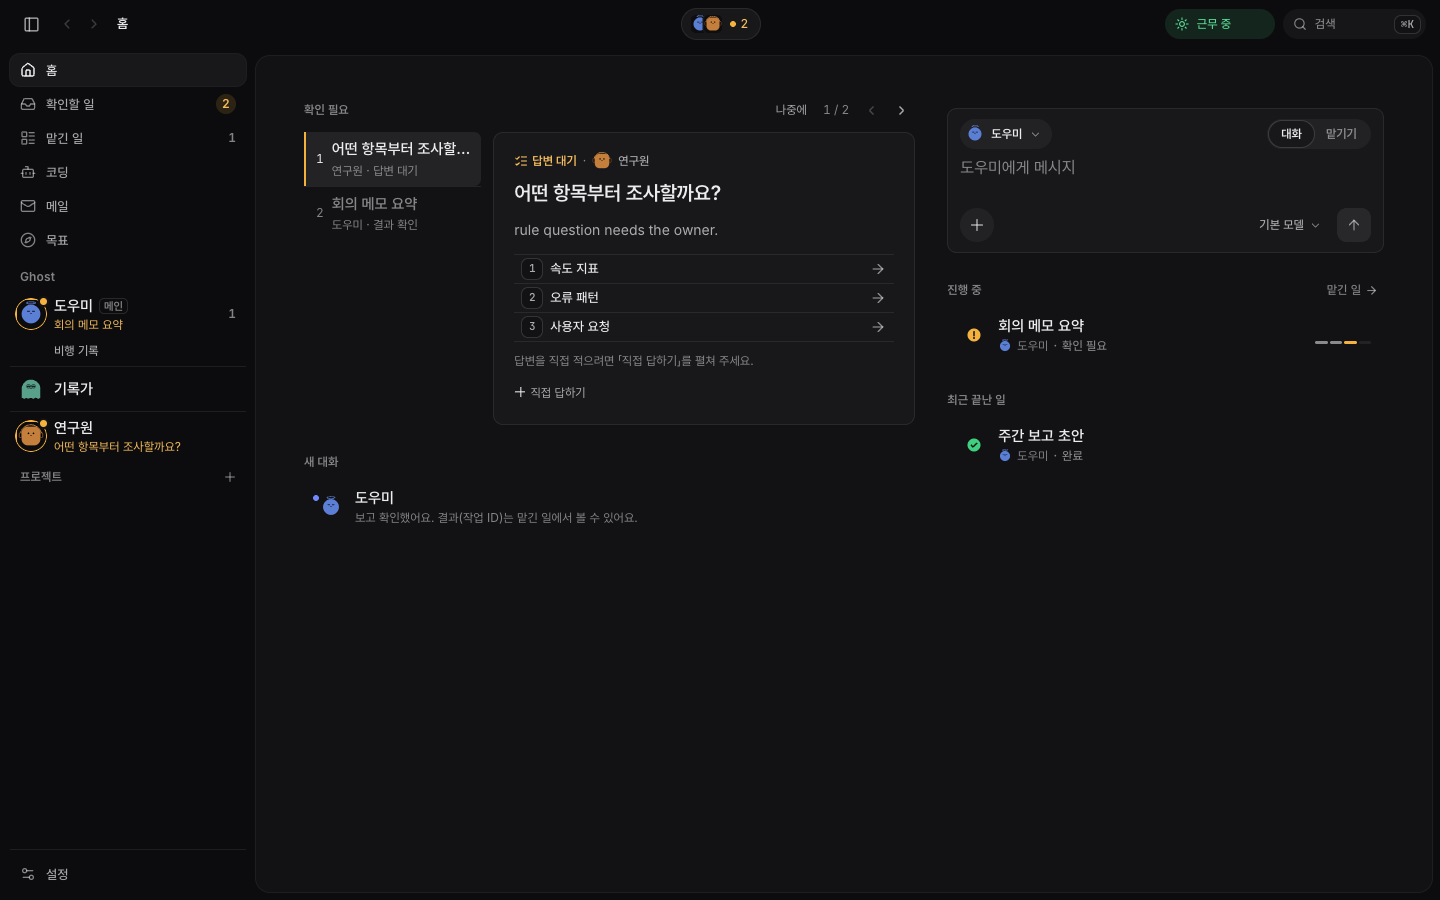 홈
2
근무 중
검색
⌘K
홈
확인할 일
2
맡긴 일
1
코딩
메일
목표
Ghost
도우미 메인
회의 메모 요약
1
비행 기록
기록가
연구원
어떤 항목부터 조사할까요?
프로젝트
설정
확인 필요
나중에
1 / 2
1
어떤 항목부터 조사할...
연구원 · 답변 대기
2
회의 메모 요약
도우미 · 결과 확인
답변 대기 · 연구원
어떤 항목부터 조사할까요?
rule question needs the owner.
1 속도 지표
2 오류 패턴
3 사용자 요청
답변을 직접 적으려면 「직접 답하기」를 펼쳐 주세요.
직접 답하기
새 대화
도우미
보고 확인했어요. 결과(작업 ID)는 맡긴 일에서 볼 수 있어요.
도우미
대화
맡기기
도우미에게 메시지
기본 모델
진행 중
맡긴 일
회의 메모 요약
도우미 · 확인 필요
최근 끝난 일
주간 보고 초안
도우미 · 완료